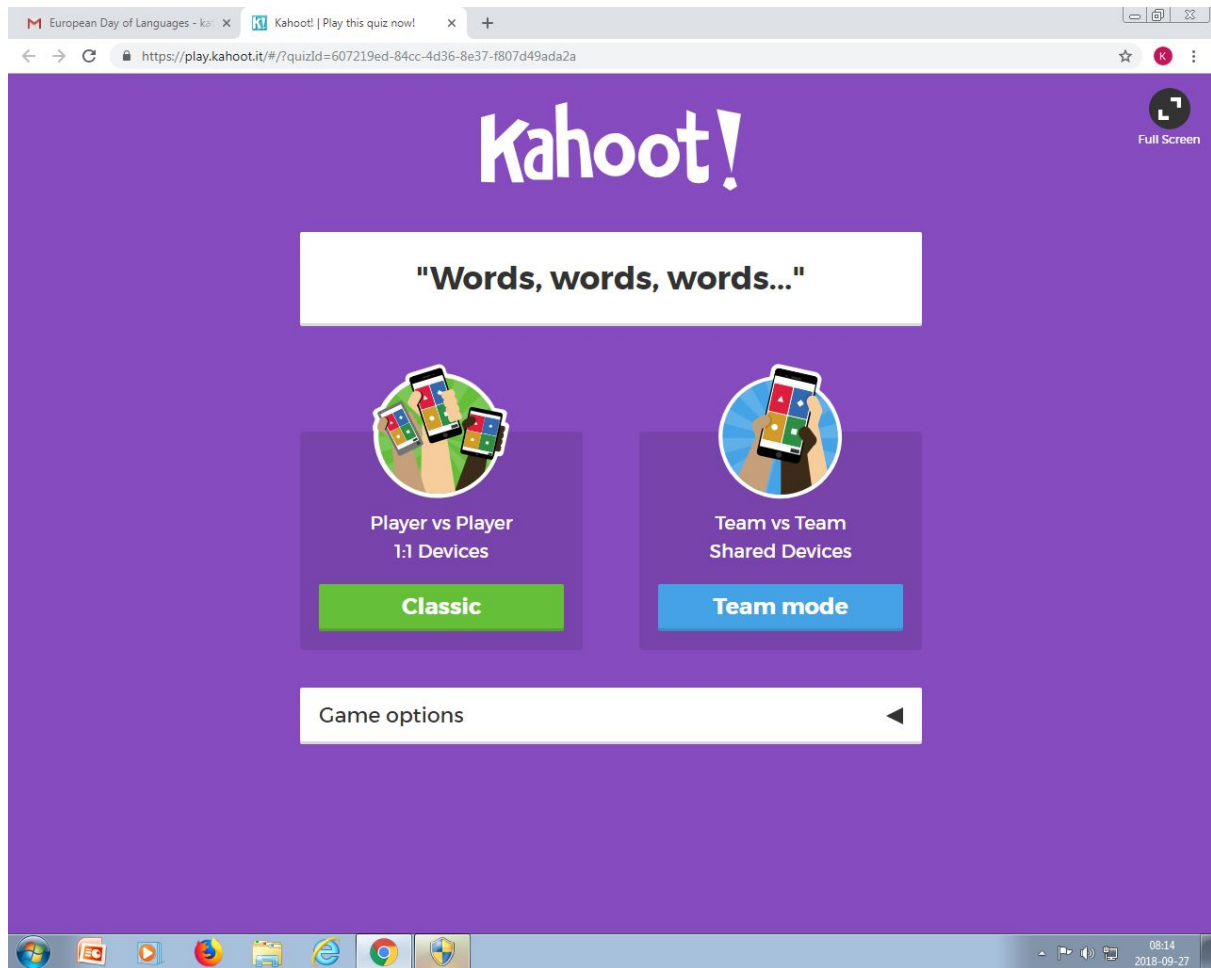 European Day of Languages - ka
Kahoot! | Play this quiz now!
https://play.kahoot.it/#/?quizId=607219ed-84cc-4d36-8e37-f807d49ada2a
K
Kahoot!
Full Screen
"Words, words, words..."
Player vs Player
1:1 Devices
Classic
Team vs Team
Shared Devices
Team mode
Game options
08:14
2018-09-27